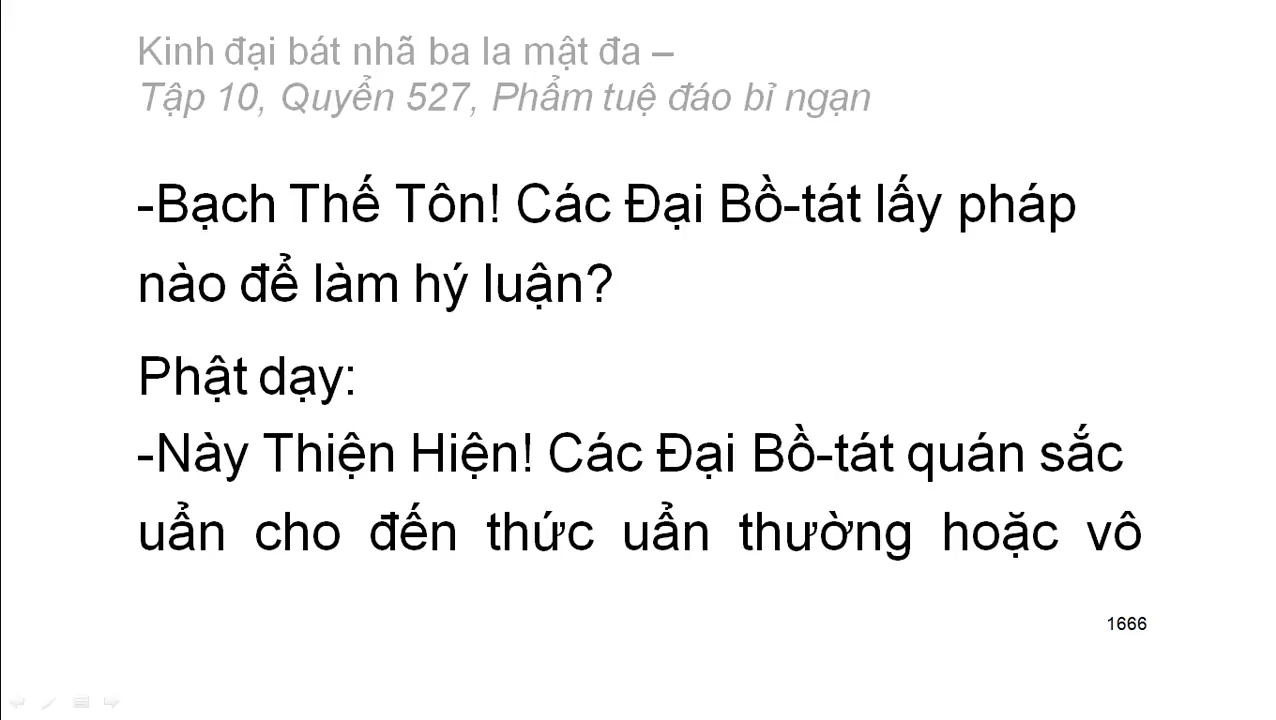 Kinh đại bát nhã ba la mật đa –
Tập 10, Quyển 527, Phẩm tuệ đáo bỉ ngạn
-Bạch Thế Tôn! Các Đại Bồ-tát lấy pháp
nào để làm hý luận?
Phật dạy:
-Này Thiện Hiện! Các Đại Bồ-tát quán sắc
uẩn cho đến thức uẩn thường hoặc vô
1666